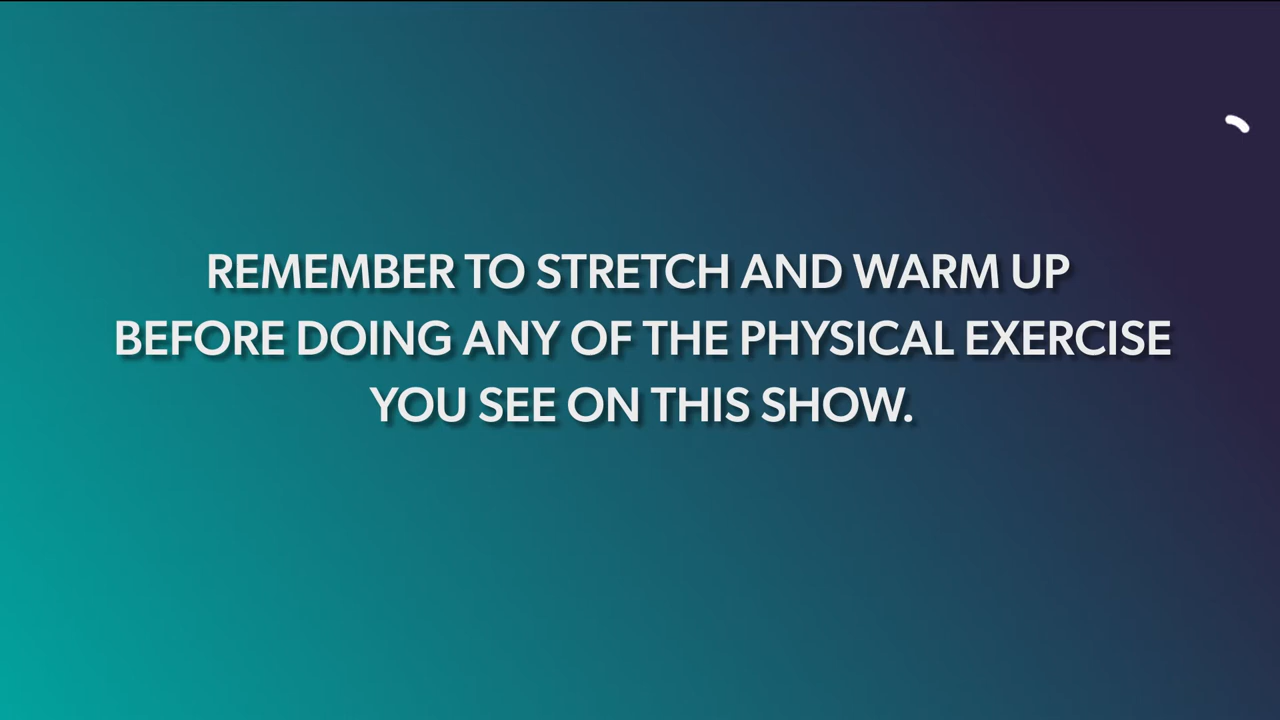 REMEMBER TO STRETCH AND WARM UP
BEFORE DOING ANY OF THE PHYSICAL EXERCISE
YOU SEE ON THIS SHOW.